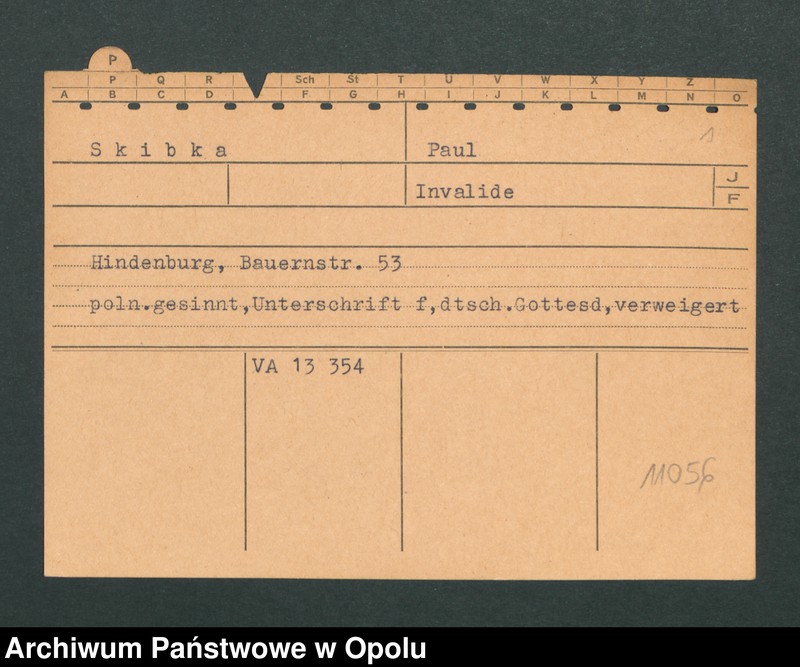 P
P Q R Sch St T U V W X Y Z
A B C D F G H I J K L M N O
1
Skibka Paul
Invalide J
F
Hindenburg, Bauernstr. 53
poln.gesinnt,Unterschrift f,dtsch.Gottesd,verweigert
VA 13 354
11056
Archiwum Państwowe w Opolu